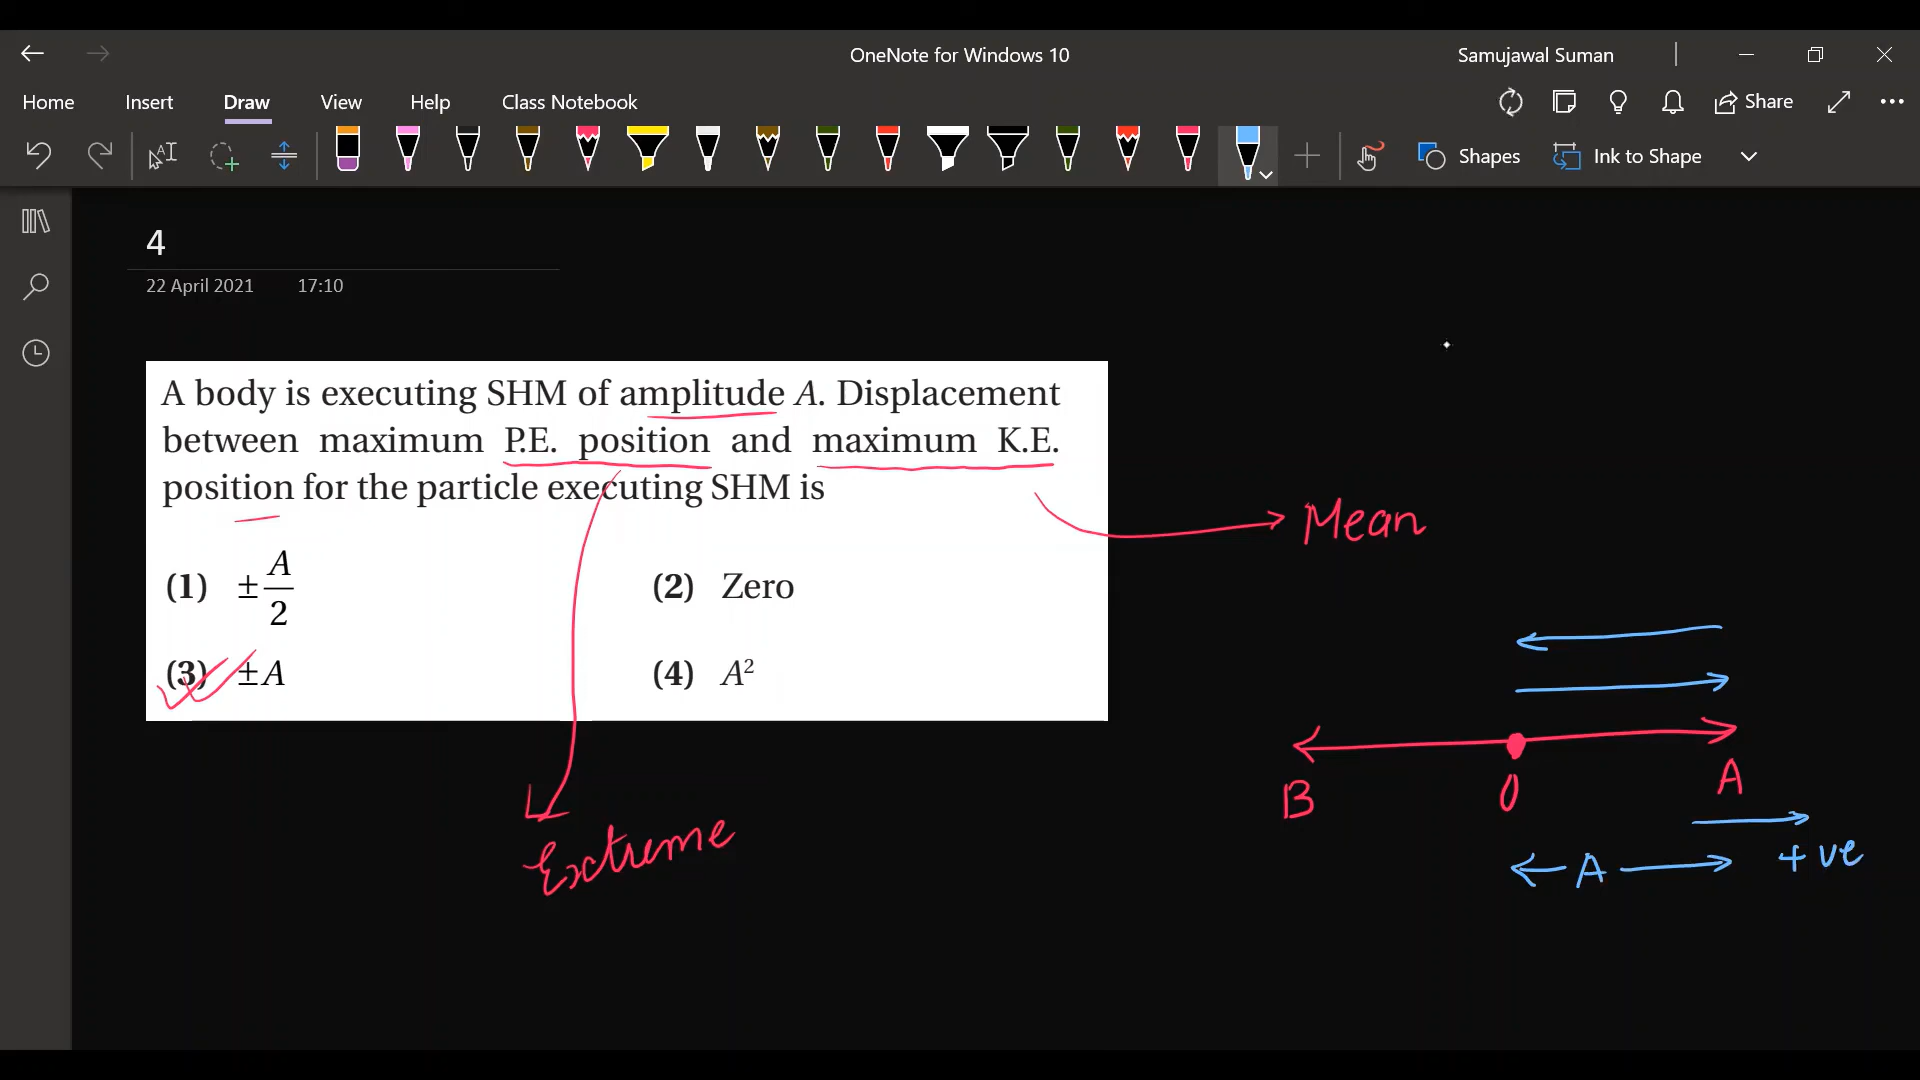 OneNote for Windows 10
Samujawal Suman
Home Insert Draw View Help Class Notebook
Share
Shapes
Ink to Shape
4
22 April 2021 17:10
A body is executing SHM of amplitude A. Displacement
between maximum P.E. position and maximum K.E.
position for the particle executing SHM is
(1) ±A/2 (2) Zero
(3) ±A (4) A²
Mean
Extreme
B O A
A +ve